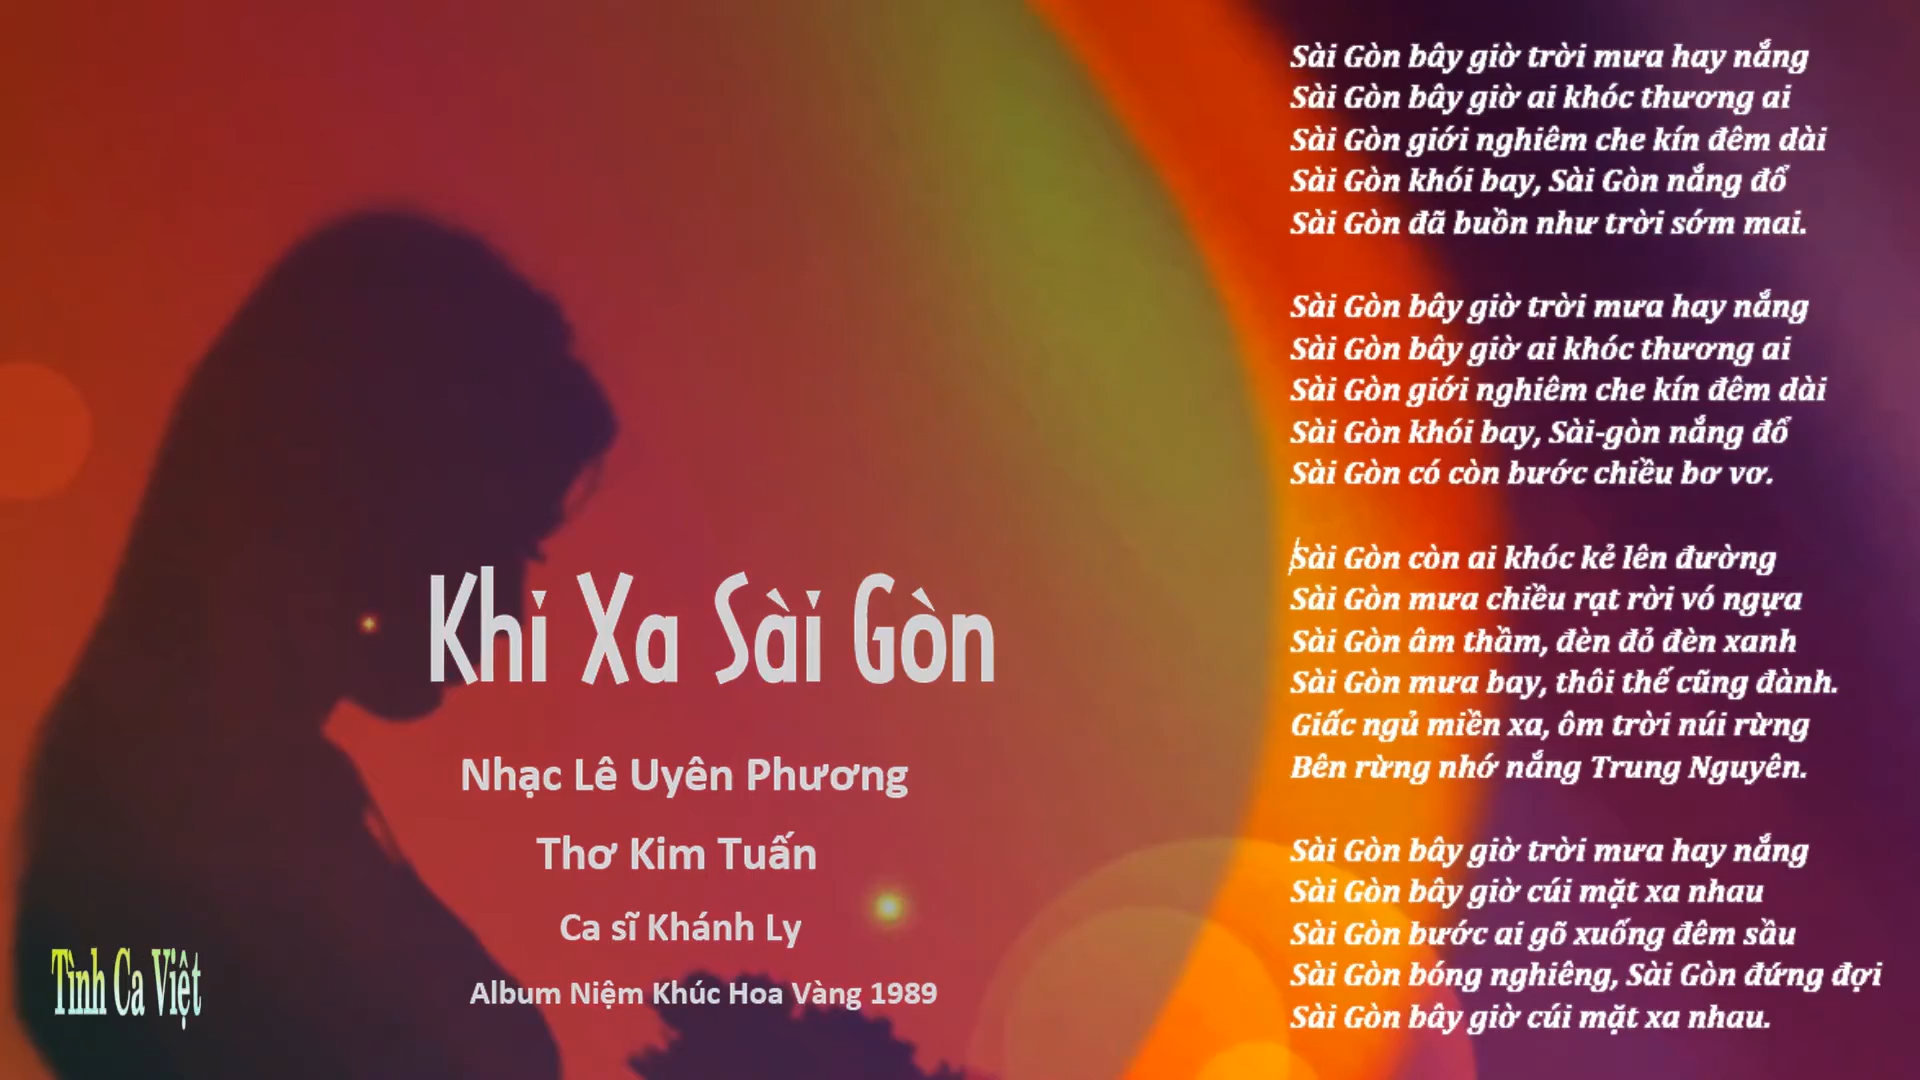 Khi Xa Sài Gòn
Nhạc Lê Uyên Phương
Thơ Kim Tuấn
Ca sĩ Khánh Ly
Album Niệm Khúc Hoa Vàng 1989
Tình Ca Việt
Sài Gòn bây giờ trời mưa hay nắng
Sài Gòn bây giờ ai khóc thương ai
Sài Gòn giới nghiêm che kín đêm dài
Sài Gòn khói bay, Sài Gòn nắng đổ
Sài Gòn đã buồn như trời sớm mai.
Sài Gòn bây giờ trời mưa hay nắng
Sài Gòn bây giờ ai khóc thương ai
Sài Gòn giới nghiêm che kín đêm dài
Sài Gòn khói bay, Sài-gòn nắng đổ
Sài Gòn có còn bước chiều bơ vơ.
Sài Gòn còn ai khóc kẻ lên đường
Sài Gòn mưa chiều rạt rời vó ngựa
Sài Gòn âm thầm, đèn đỏ đèn xanh
Sài Gòn mưa bay, thôi thế cũng đành.
Giấc ngủ miền xa, ôm trời núi rừng
Bên rừng nhớ nắng Trung Nguyên.
Sài Gòn bây giờ trời mưa hay nắng
Sài Gòn bây giờ cúi mặt xa nhau
Sài Gòn bước ai gõ xuống đêm sầu
Sài Gòn bóng nghiêng, Sài Gòn đứng đợi
Sài Gòn bây giờ cúi mặt xa nhau.